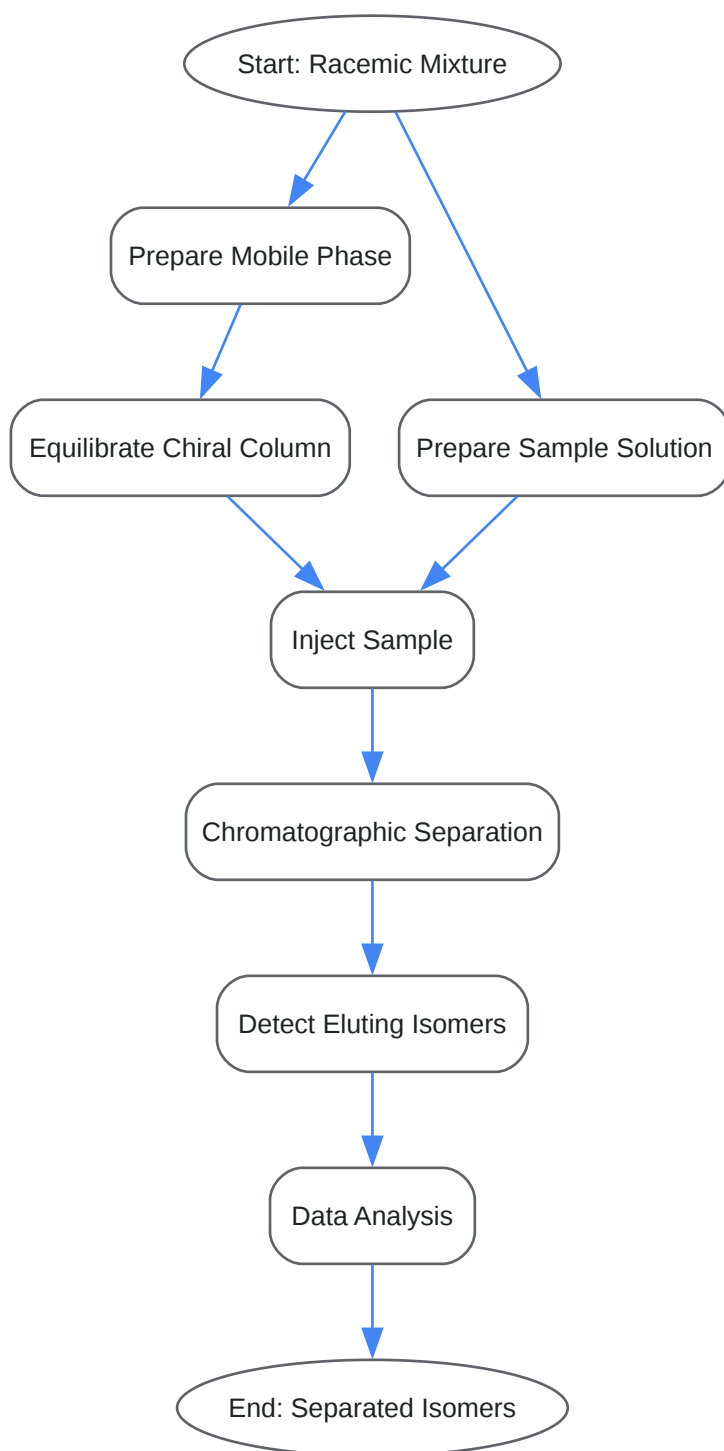 Start: Racemic Mixture
Prepare Mobile Phase
Equilibrate Chiral Column
Prepare Sample Solution
Inject Sample
Chromatographic Separation
Detect Eluting Isomers
Data Analysis
End: Separated Isomers